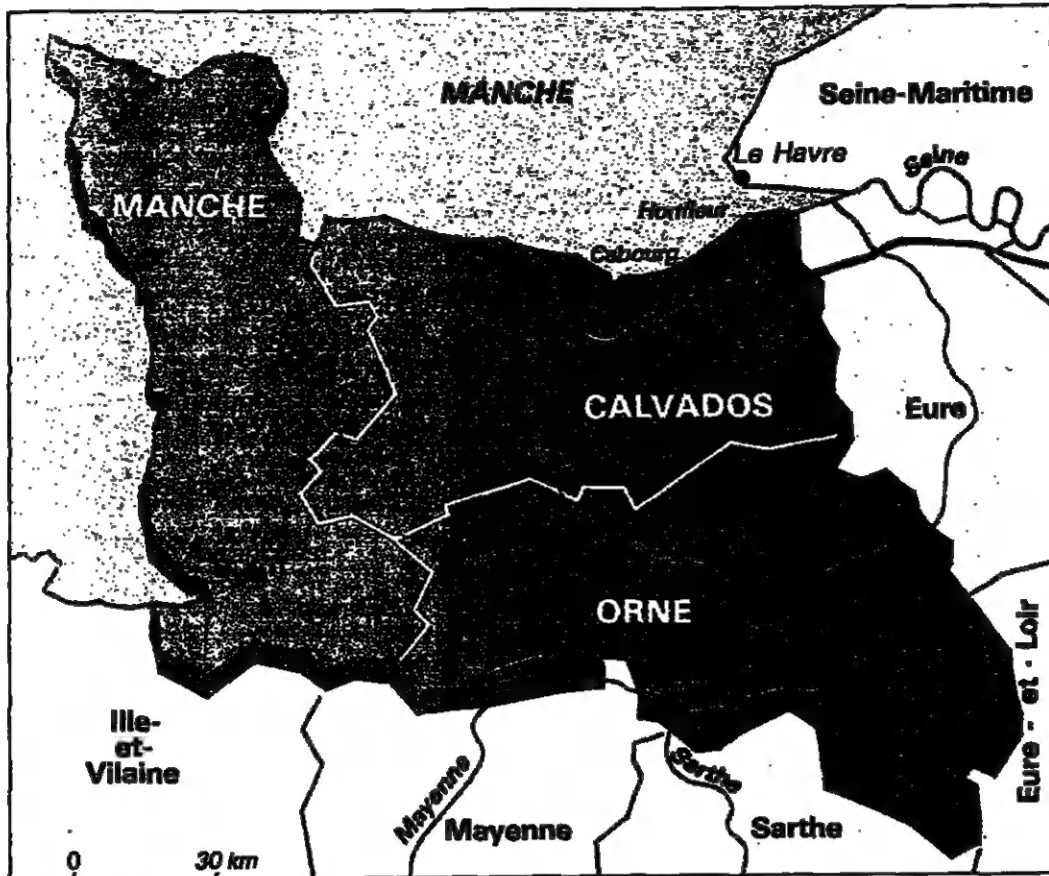 MANCHE
Seine-Maritime
Le Havre
Seine
MANCHE
Honfleur
Cabourg
CALVADOS
Eure
ORNE
Eure - et - Loir
Ille-
et-
Vilaine
Mayenne
Sarthe
Mayenne
Sarthe
0 30 km